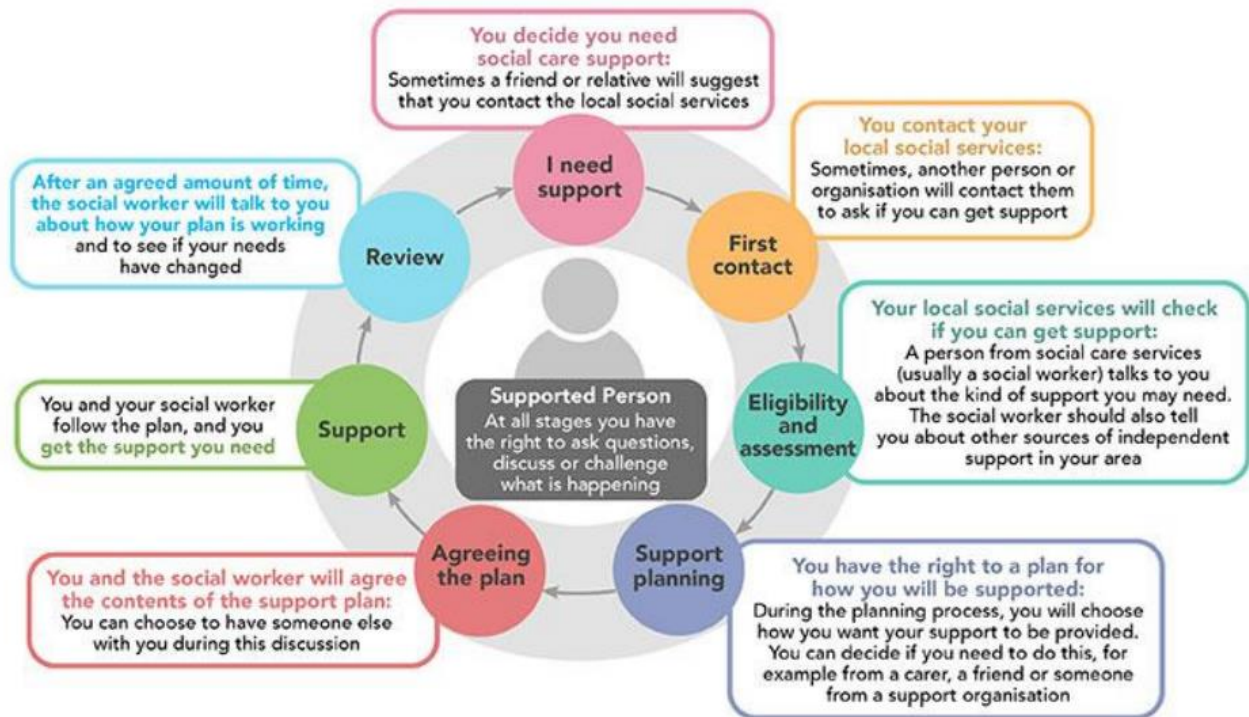 You decide you need
social care support:
Sometimes a friend or relative will suggest
that you contact the local social services
I need
support
You contact your
local social services:
Sometimes, another person or
organisation will contact them
to ask if you can get support
First
contact
Your local social services will check
if you can get support:
A person from social care services
(usually a social worker) talks to you
about the kind of support you may need.
The social worker should also tell
you about other sources of independent
support in your area
Eligibility
and
assessment
You have the right to a plan for
how you will be supported:
During the planning process, you will choose
how you want your support to be provided.
You can decide if you need to do this, for
example from a carer, a friend or someone
from a support organisation
Support
planning
You and the social worker will agree
the contents of the support plan:
You can choose to have someone else
with you during this discussion
Agreeing
the plan
You and your social worker
follow the plan, and you
get the support you need
Support
After an agreed amount of time,
the social worker will talk to you
about how your plan is working
and to see if your needs
have changed
Review
Supported Person
At all stages you have
the right to ask questions,
discuss or challenge
what is happening